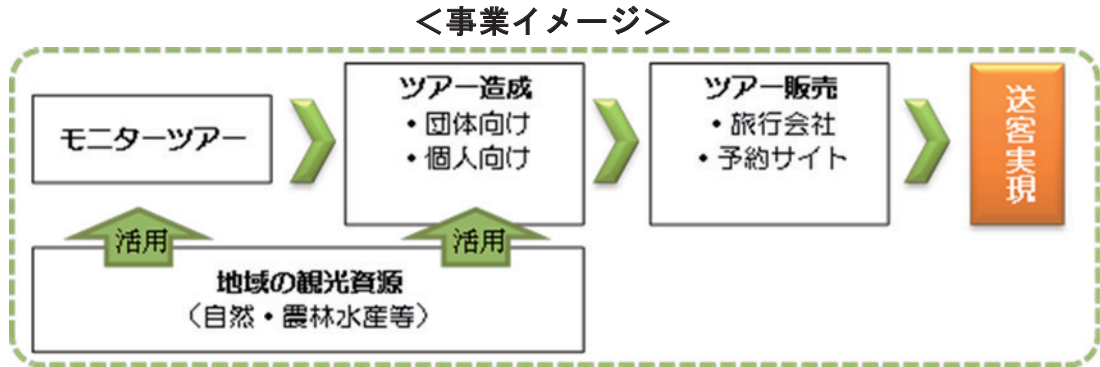 ＜事業イメージ＞
モニターツアー
ツアー造成
・団体向け
・個人向け
ツアー販売
・旅行会社
・予約サイト
送客実現
活用
活用
地域の観光資源
（自然・農林水産等）